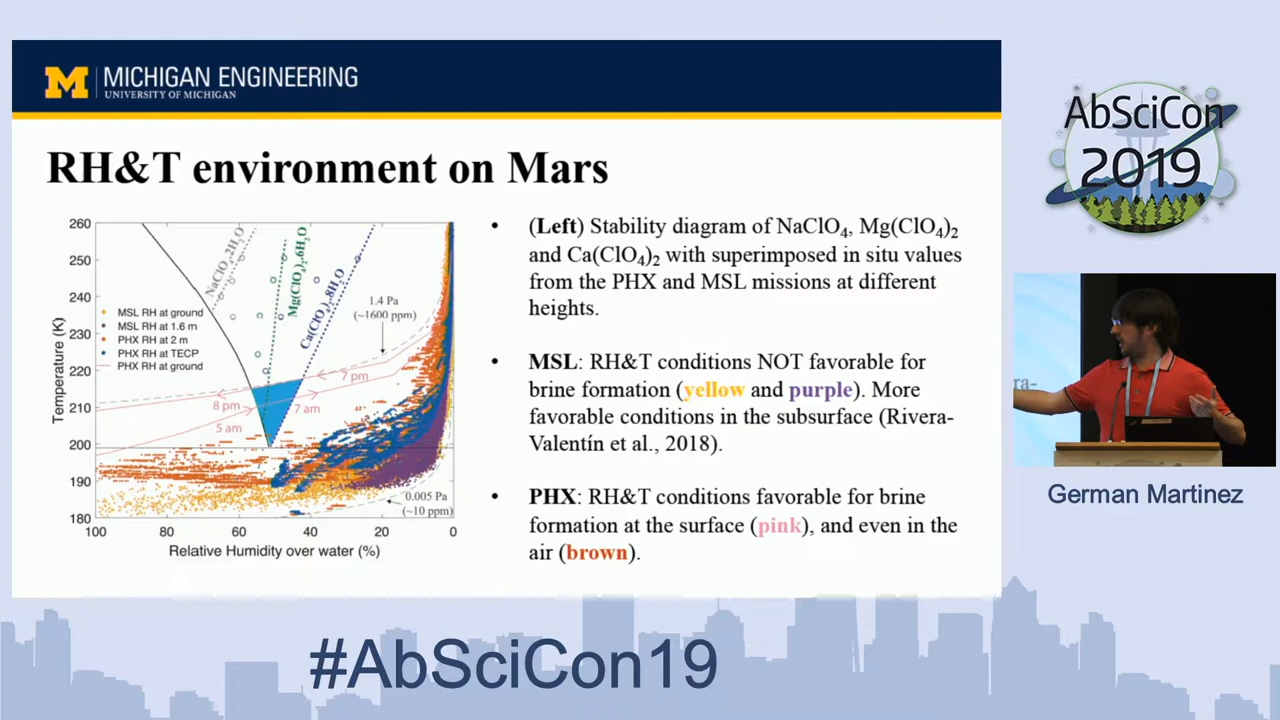 M | MICHIGAN ENGINEERING
UNIVERSITY OF MICHIGAN
RH&T environment on Mars
260
250
240
230
220
210
200
190
180
Temperature (K)
100
80
60
40
20
0
Relative Humidity over water (%)
NaClO4.2H2O
Mg(ClO4)2.6H2O
Ca(ClO4)2.8H2O
MSL RH at ground
MSL RH at 1.6 m
PHX RH at 2 m
PHX RH at TECP
PHX RH at ground
1.4 Pa
(~1600 ppm)
7 pm
8 pm
7 am
5 am
0.005 Pa
(~10 ppm)
• (Left) Stability diagram of NaClO₄, Mg(ClO₄)₂
and Ca(ClO₄)₂ with superimposed in situ values
from the PHX and MSL missions at different
heights.
• MSL: RH&T conditions NOT favorable for
brine formation (yellow and purple). More
favorable conditions in the subsurface (Rivera-
Valentín et al., 2018).
• PHX: RH&T conditions favorable for brine
formation at the surface (pink), and even in the
air (brown).
AbSciCon
2019
ra-
German Martinez
#AbSciCon19